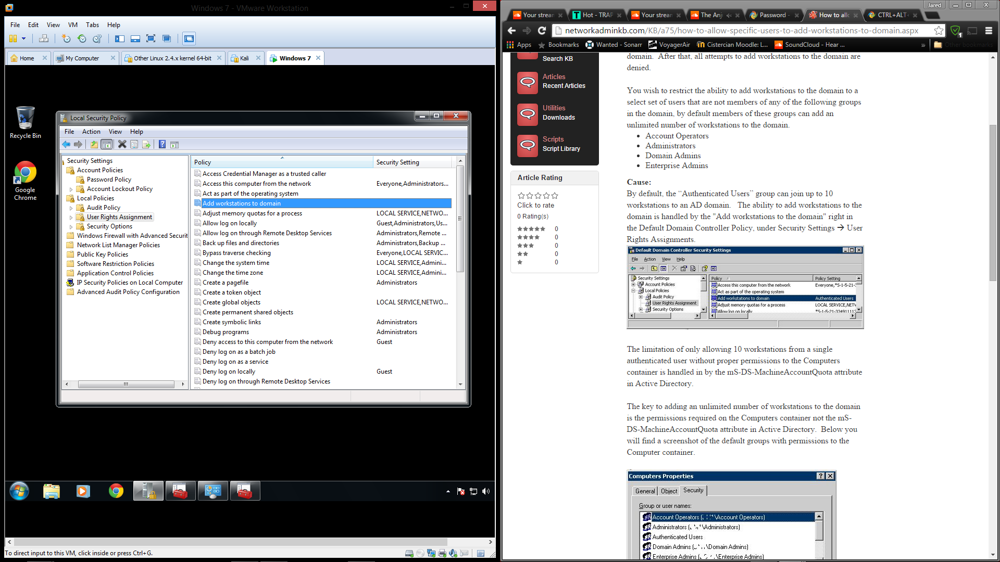 Windows 7 - VMware Workstation
File Edit View VM Tabs Help
Home
My Computer
Other Linux 2.4.x kernel 64-bit
Kali
Windows 7
Recycle Bin
Google
Chrome
Local Security Policy
File Action View Help
Security Settings
Account Policies
Password Policy
Account Lockout Policy
Local Policies
Audit Policy
User Rights Assignment
Security Options
Windows Firewall with Advanced Securit
Network List Manager Policies
Public Key Policies
Software Restriction Policies
Application Control Policies
IP Security Policies on Local Computer
Advanced Audit Policy Configuration
Policy Security Setting
Access Credential Manager as a trusted caller
Access this computer from the network Everyone,Administrators...
Act as part of the operating system
Add workstations to domain
Adjust memory quotas for a process LOCAL SERVICE,NETWO...
Allow log on locally Guest,Administrators,Us...
Allow log on through Remote Desktop Services Administrators,Remote ...
Back up files and directories Administrators,Backup ...
Bypass traverse checking Everyone,LOCAL SERVIC...
Change the system time LOCAL SERVICE,Admini...
Change the time zone LOCAL SERVICE,Admini...
Create a pagefile Administrators
Create a token object
Create global objects LOCAL SERVICE,NETWO...
Create permanent shared objects
Create symbolic links Administrators
Debug programs Administrators
Deny access to this computer from the network Guest
Deny log on as a batch job
Deny log on as a service
Deny log on locally Guest
Deny log on through Remote Desktop Services
To direct input to this VM, click inside or press Ctrl+G.
Jared
Your strean
Hot - TRAP
Your strean
The Anj
Password -
How to allo
CTRL+ALT
networkadminkb.com/KB/a75/how-to-allow-specific-users-to-add-workstations-to-domain.aspx
Apps
Bookmarks
Wanted - Sonarr
VoyagerAir
Cistercian Moodle: L...
SoundCloud - Hear ...
»
Other bookmarks
Search KB
Articles
Recent Articles
Utilities
Downloads
Scripts
Script Library
Article Rating
Click to rate
0 Rating(s)
0
0
0
0
0
domain. After that, all attempts to add workstations to the domain are
denied.
You wish to restrict the ability to add workstations to the domain to a
select set of users that are not members of any of the following groups
in the domain, by default members of these groups can add an
unlimited number of workstations to the domain.
• Account Operators
• Administrators
• Domain Admins
• Enterprise Admins
Cause:
By default, the “Authenticated Users” group can join up to 10
workstations to an AD domain. The ability to add workstations to the
domain is handled by the "Add workstations to the domain" right in
the Default Domain Controller Policy, under Security Settings → User
Rights Assignments.
Default Domain Controller Security Settings
File Action View Help
Security Settings
Account Policies
Local Policies
Audit Policy
User Rights Assignment
Security Options
Policy Policy Setting
Access this computer from the network Everyone,*S-1-5-21-
Act as part of the operating system
Add workstations to domain Authenticated Users
Adjust memory quotas for a process LOCAL SERVICE,NETW
Allow log on locally *S-1-5-21-334911113
The limitation of only allowing 10 workstations from a single
authenticated user without proper permissions to the Computers
container is handled in by the mS-DS-MachineAccountQuota attribute
in Active Directory.
The key to adding an unlimited number of workstations to the domain
is the permissions required on the Computers container not the mS-
DS-MachineAccountQuota attribute in Active Directory. Below you
will find a screenshot of the default groups with permissions to the
Computer container.
Computers Properties
General Object Security
Group or user names:
Account Operators ( \Account Operators)
Administrators ( \Administrators)
Authenticated Users
Domain Admins ( \Domain Admins)
Enterprise Admins ( \Enterprise Admins)